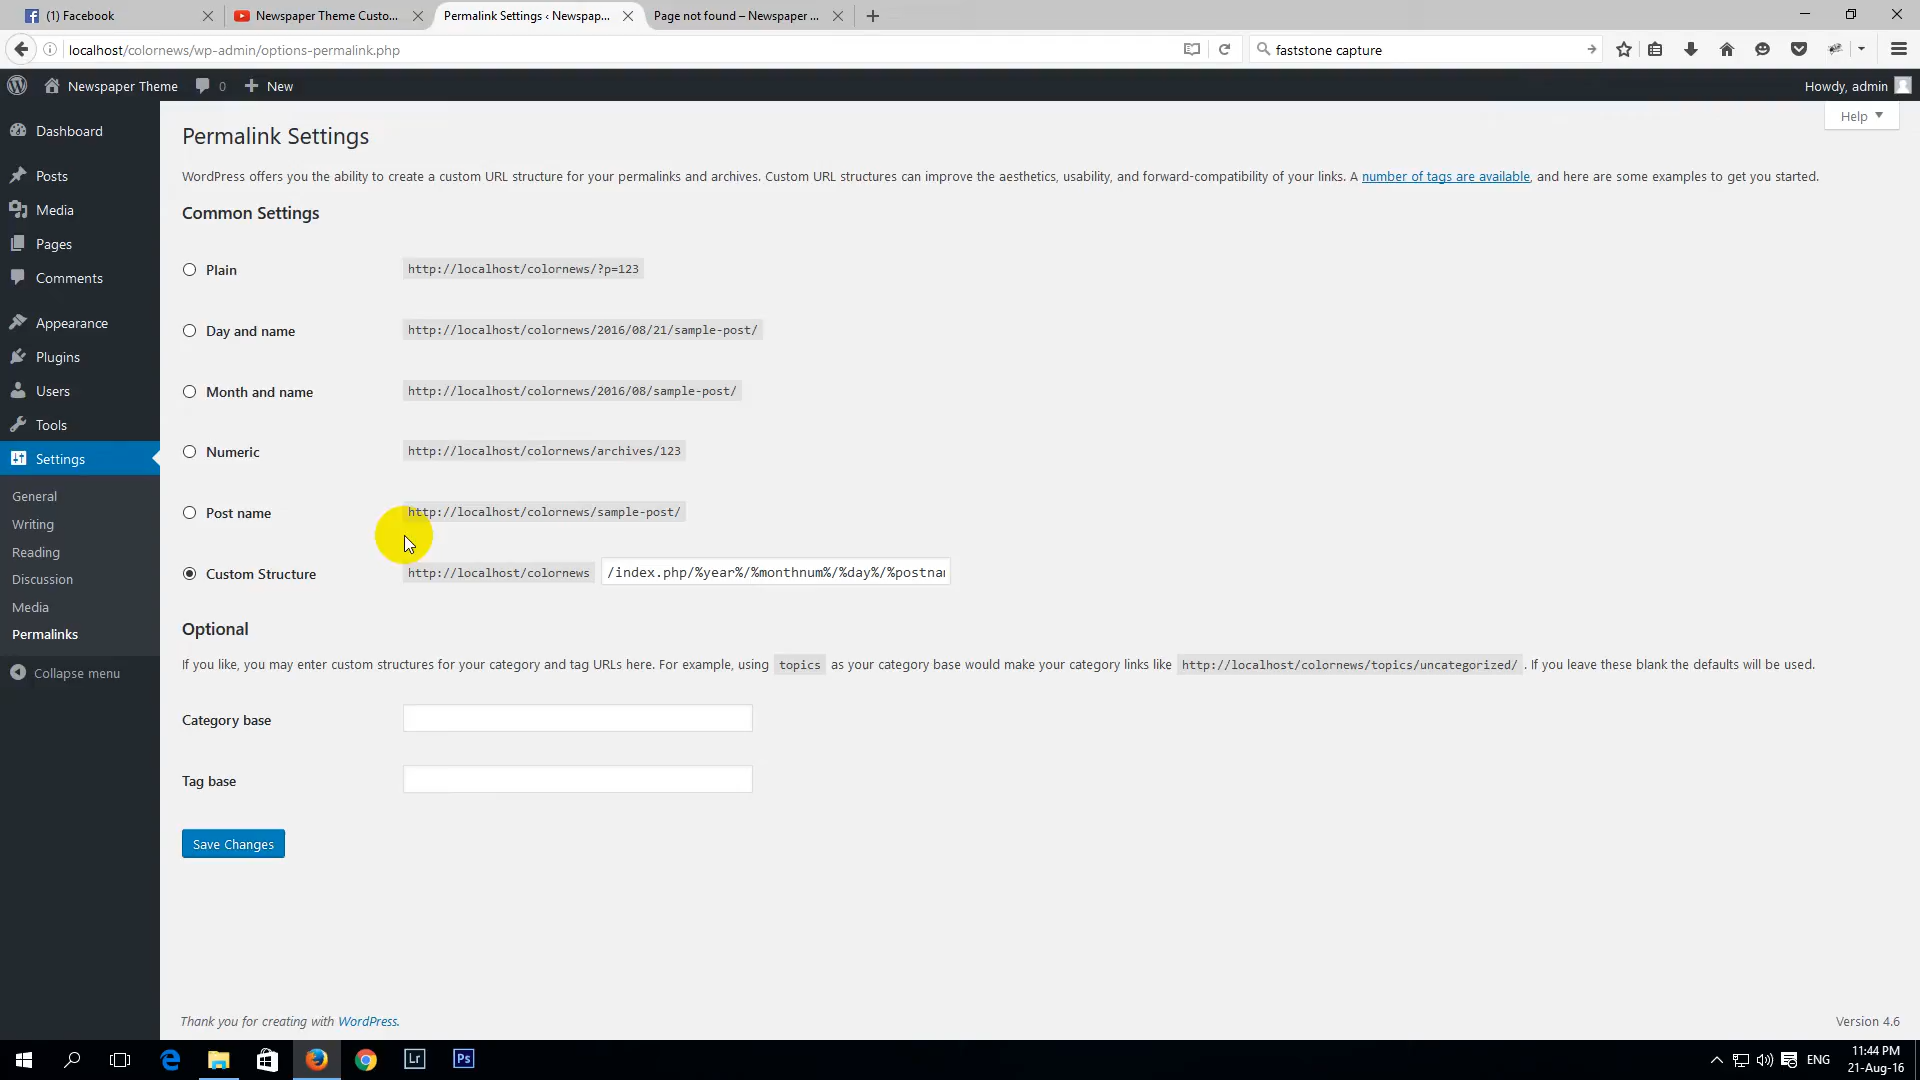 (1) Facebook
Newspaper Theme Custo...
Permalink Settings ‹ Newspap...
Page not found – Newspaper ...
localhost/colornews/wp-admin/options-permalink.php
faststone capture
Newspaper Theme
0
New
Howdy, admin
Help
Dashboard
Posts
Media
Pages
Comments
Appearance
Plugins
Users
Tools
Settings
General
Writing
Reading
Discussion
Media
Permalinks
Collapse menu
Permalink Settings
WordPress offers you the ability to create a custom URL structure for your permalinks and archives. Custom URL structures can improve the aesthetics, usability, and forward-compatibility of your links. A number of tags are available, and here are some examples to get you started.
Common Settings
Plain http://localhost/colornews/?p=123
Day and name http://localhost/colornews/2016/08/21/sample-post/
Month and name http://localhost/colornews/2016/08/sample-post/
Numeric http://localhost/colornews/archives/123
Post name http://localhost/colornews/sample-post/
Custom Structure http://localhost/colornews /index.php/%year%/%monthnum%/%day%/%postnan
Optional
If you like, you may enter custom structures for your category and tag URLs here. For example, using topics as your category base would make your category links like http://localhost/colornews/topics/uncategorized/ . If you leave these blank the defaults will be used.
Category base
Tag base
Save Changes
Thank you for creating with WordPress.
Version 4.6
Lr
Ps
ENG
11:44 PM
21-Aug-16